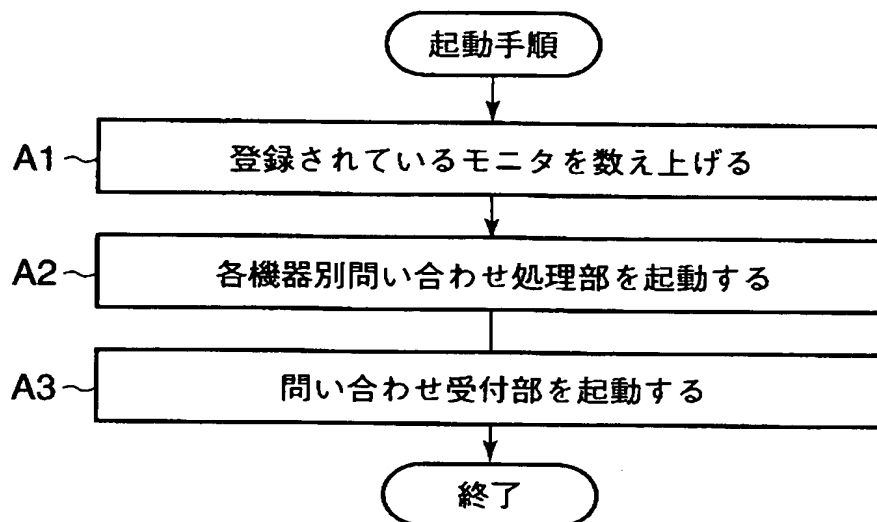 起動手順
A1 登録されているモニタを数え上げる
A2 各機器別問い合わせ処理部を起動する
A3 問い合わせ受付部を起動する
終了